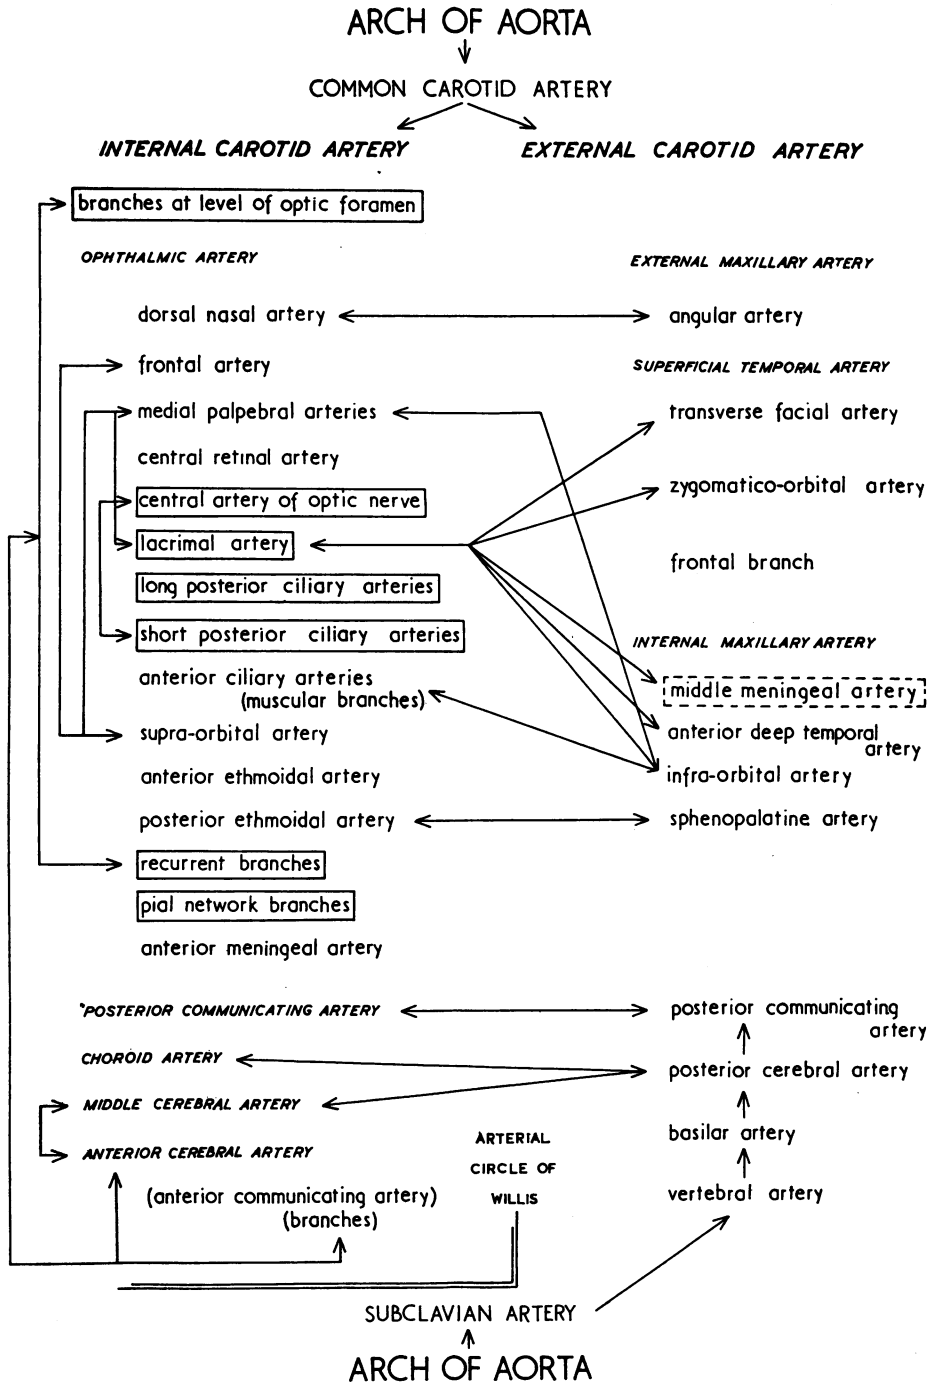 ARCH OF AORTA
COMMON CAROTID ARTERY
INTERNAL CAROTID ARTERY
EXTERNAL CAROTID ARTERY
branches at level of optic foramen
OPHTHALMIC ARTERY
EXTERNAL MAXILLARY ARTERY
dorsal nasal artery
angular artery
frontal artery
SUPERFICIAL TEMPORAL ARTERY
medial palpebral arteries
transverse facial artery
central retinal artery
zygomatico-orbital artery
central artery of optic nerve
lacrimal artery
frontal branch
long posterior ciliary arteries
short posterior ciliary arteries
INTERNAL MAXILLARY ARTERY
anterior ciliary arteries
(muscular branches)
middle meningeal artery
supra-orbital artery
anterior deep temporal
artery
anterior ethmoidal artery
infra-orbital artery
posterior ethmoidal artery
sphenopalatine artery
recurrent branches
pial network branches
anterior meningeal artery
POSTERIOR COMMUNICATING ARTERY
posterior communicating
artery
CHOROID ARTERY
posterior cerebral artery
MIDDLE CEREBRAL ARTERY
basilar artery
ANTERIOR CEREBRAL ARTERY
ARTERIAL
CIRCLE OF
WILLIS
(anterior communicating artery)
(branches)
vertebral artery
SUBCLAVIAN ARTERY
ARCH OF AORTA